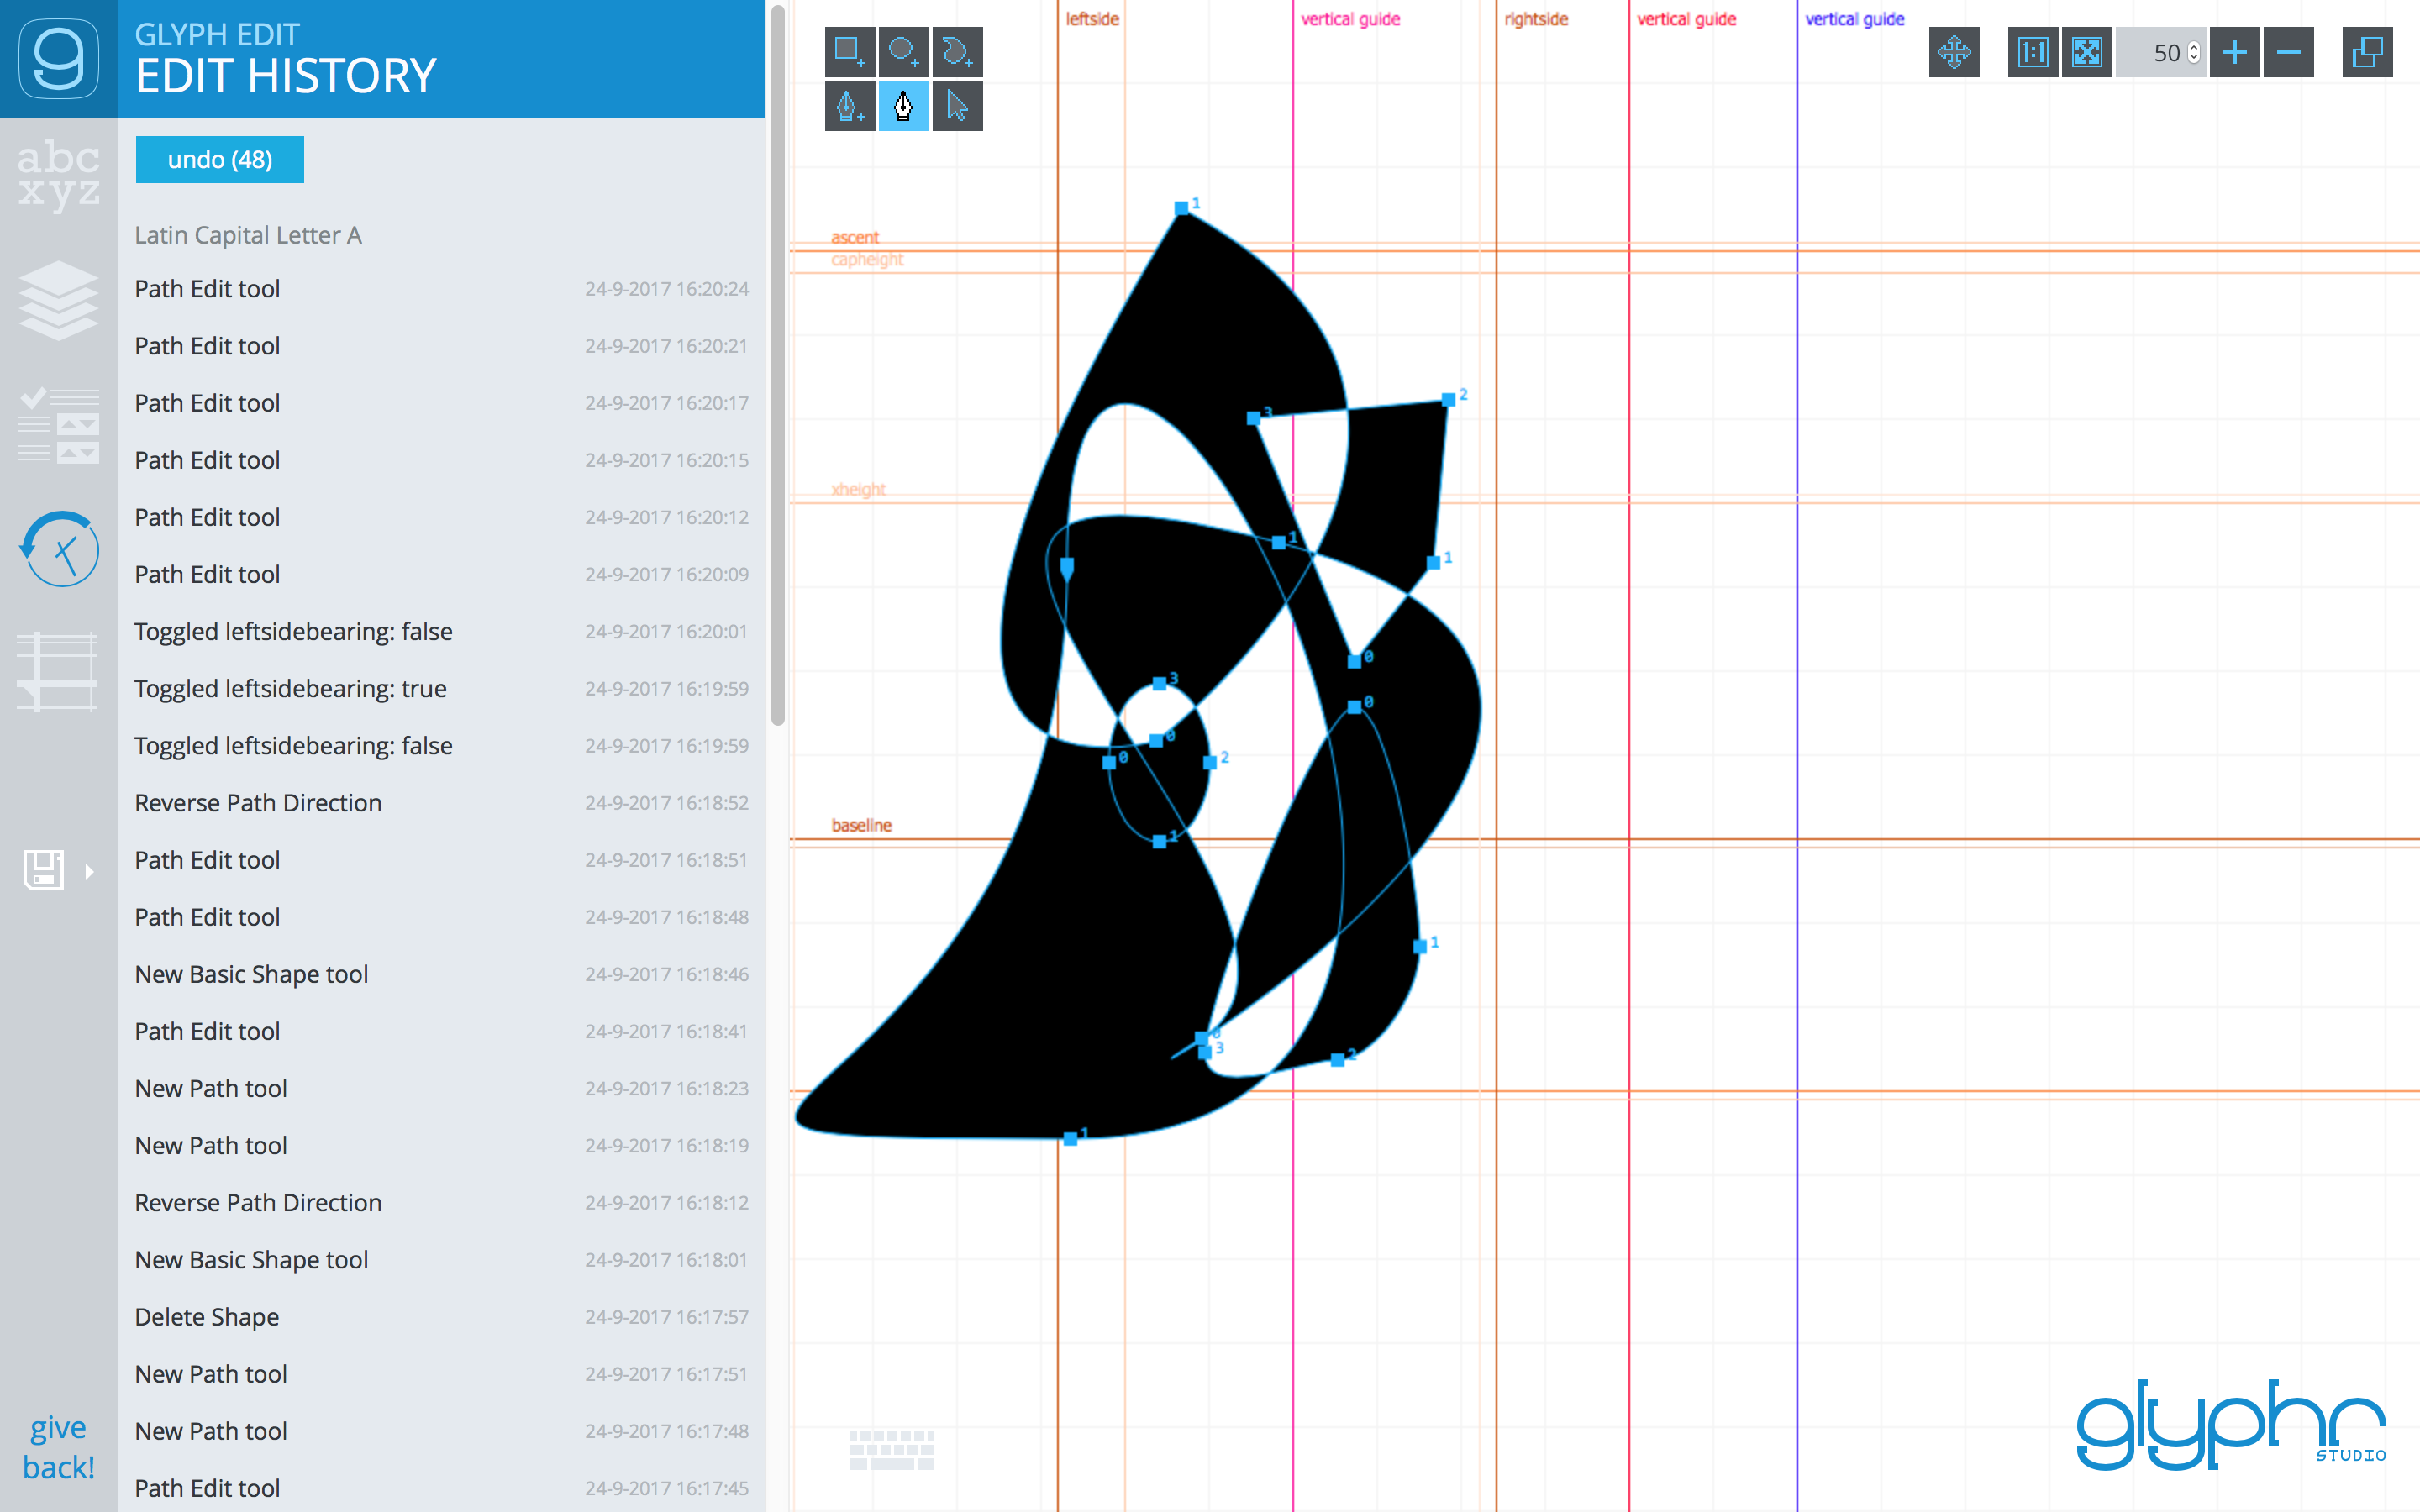 GLYPH EDIT
EDIT HISTORY
undo (48)
Latin Capital Letter A
Path Edit tool 24-9-2017 16:20:24
Path Edit tool 24-9-2017 16:20:21
Path Edit tool 24-9-2017 16:20:17
Path Edit tool 24-9-2017 16:20:15
Path Edit tool 24-9-2017 16:20:12
Path Edit tool 24-9-2017 16:20:09
Toggled leftsidebearing: false 24-9-2017 16:20:01
Toggled leftsidebearing: true 24-9-2017 16:19:59
Toggled leftsidebearing: false 24-9-2017 16:19:59
Reverse Path Direction 24-9-2017 16:18:52
Path Edit tool 24-9-2017 16:18:51
Path Edit tool 24-9-2017 16:18:48
New Basic Shape tool 24-9-2017 16:18:46
Path Edit tool 24-9-2017 16:18:41
New Path tool 24-9-2017 16:18:23
New Path tool 24-9-2017 16:18:19
Reverse Path Direction 24-9-2017 16:18:12
New Basic Shape tool 24-9-2017 16:18:01
Delete Shape 24-9-2017 16:17:57
New Path tool 24-9-2017 16:17:51
New Path tool 24-9-2017 16:17:48
Path Edit tool 24-9-2017 16:17:45
g
abc
xyz
give
back!
leftside
vertical guide
rightside
vertical guide
vertical guide
1:1
50
ascent
capheight
xheight
baseline
1
2
3
1
1
0
0
3
0
0
2
1
1
0
3
2
1
glyphr
STUDIO